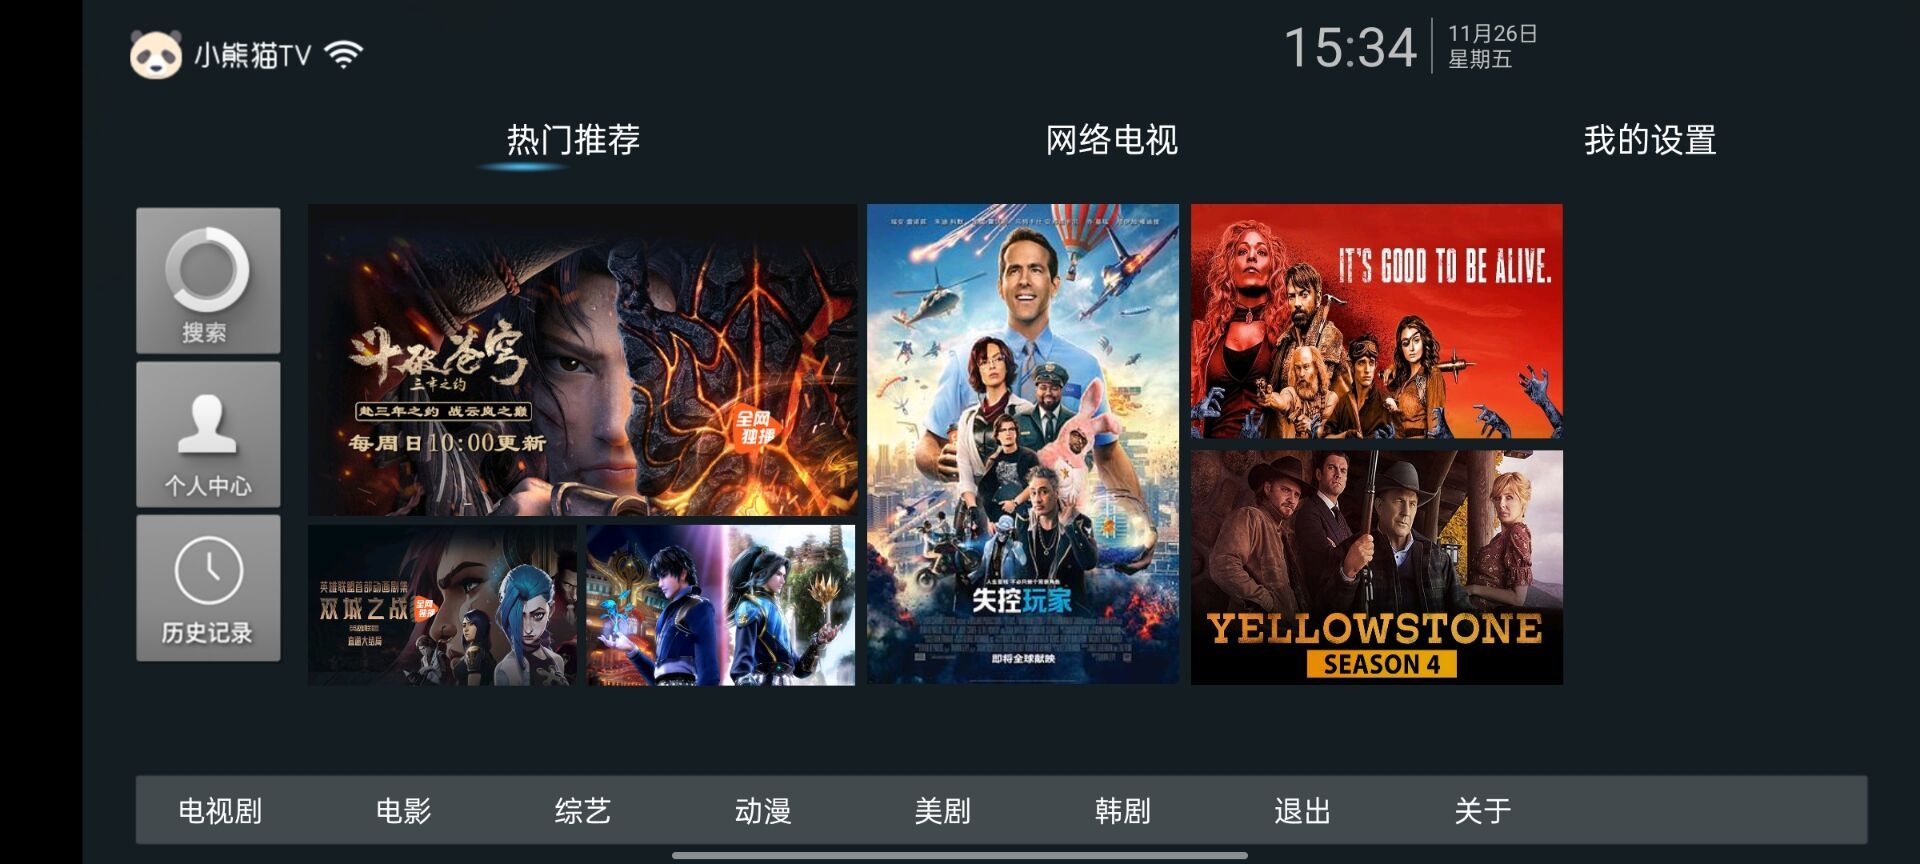 小熊猫TV
15:34
11月26日
星期五
热门推荐
网络电视
我的设置
搜索
个人中心
历史记录
斗破苍穹
三年之约
赴三年之约 战云岚之巅
每周日10:00更新
全网
独播
英雄联盟首部动画剧集
双城之战
全网
独播
直通大结局
失控玩家
即将全球献映
IT'S GOOD TO BE ALIVE.
YELLOWSTONE
SEASON 4
电视剧
电影
综艺
动漫
美剧
韩剧
退出
关于